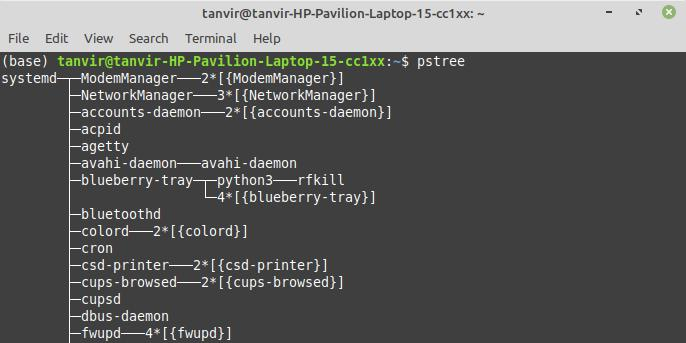 tanvir@tanvir-HP-Pavilion-Laptop-15-cc1xx: ~
File Edit View Search Terminal Help
(base) tanvir@tanvir-HP-Pavilion-Laptop-15-cc1xx:~$ pstree
systemd─┬─ModemManager───2*[{ModemManager}]
├─NetworkManager───3*[{NetworkManager}]
├─accounts-daemon───2*[{accounts-daemon}]
├─acpid
├─agetty
├─avahi-daemon───avahi-daemon
├─blueberry-tray─┬─python3───rfkill
└─4*[{blueberry-tray}]
├─bluetoothd
├─colord───2*[{colord}]
├─cron
├─csd-printer───2*[{csd-printer}]
├─cups-browsed───2*[{cups-browsed}]
├─cupsd
├─dbus-daemon
├─fwupd───4*[{fwupd}]